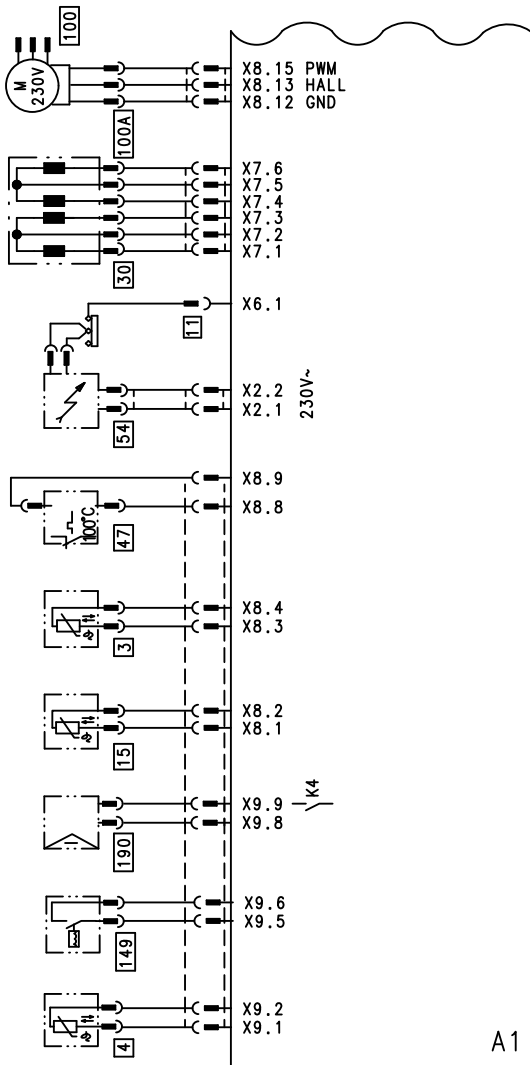 100
M
230V
X8.15 PWM
X8.13 HALL
X8.12 GND
100A
X7.6
X7.5
X7.4
X7.3
X7.2
X7.1
30
X6.1
11
X2.2
X2.1
230V~
54
X8.9
X8.8
100°C
47
X8.4
X8.3
3
X8.2
X8.1
15
X9.9
K4
X9.8
190
X9.6
X9.5
149
X9.2
X9.1
4
A1